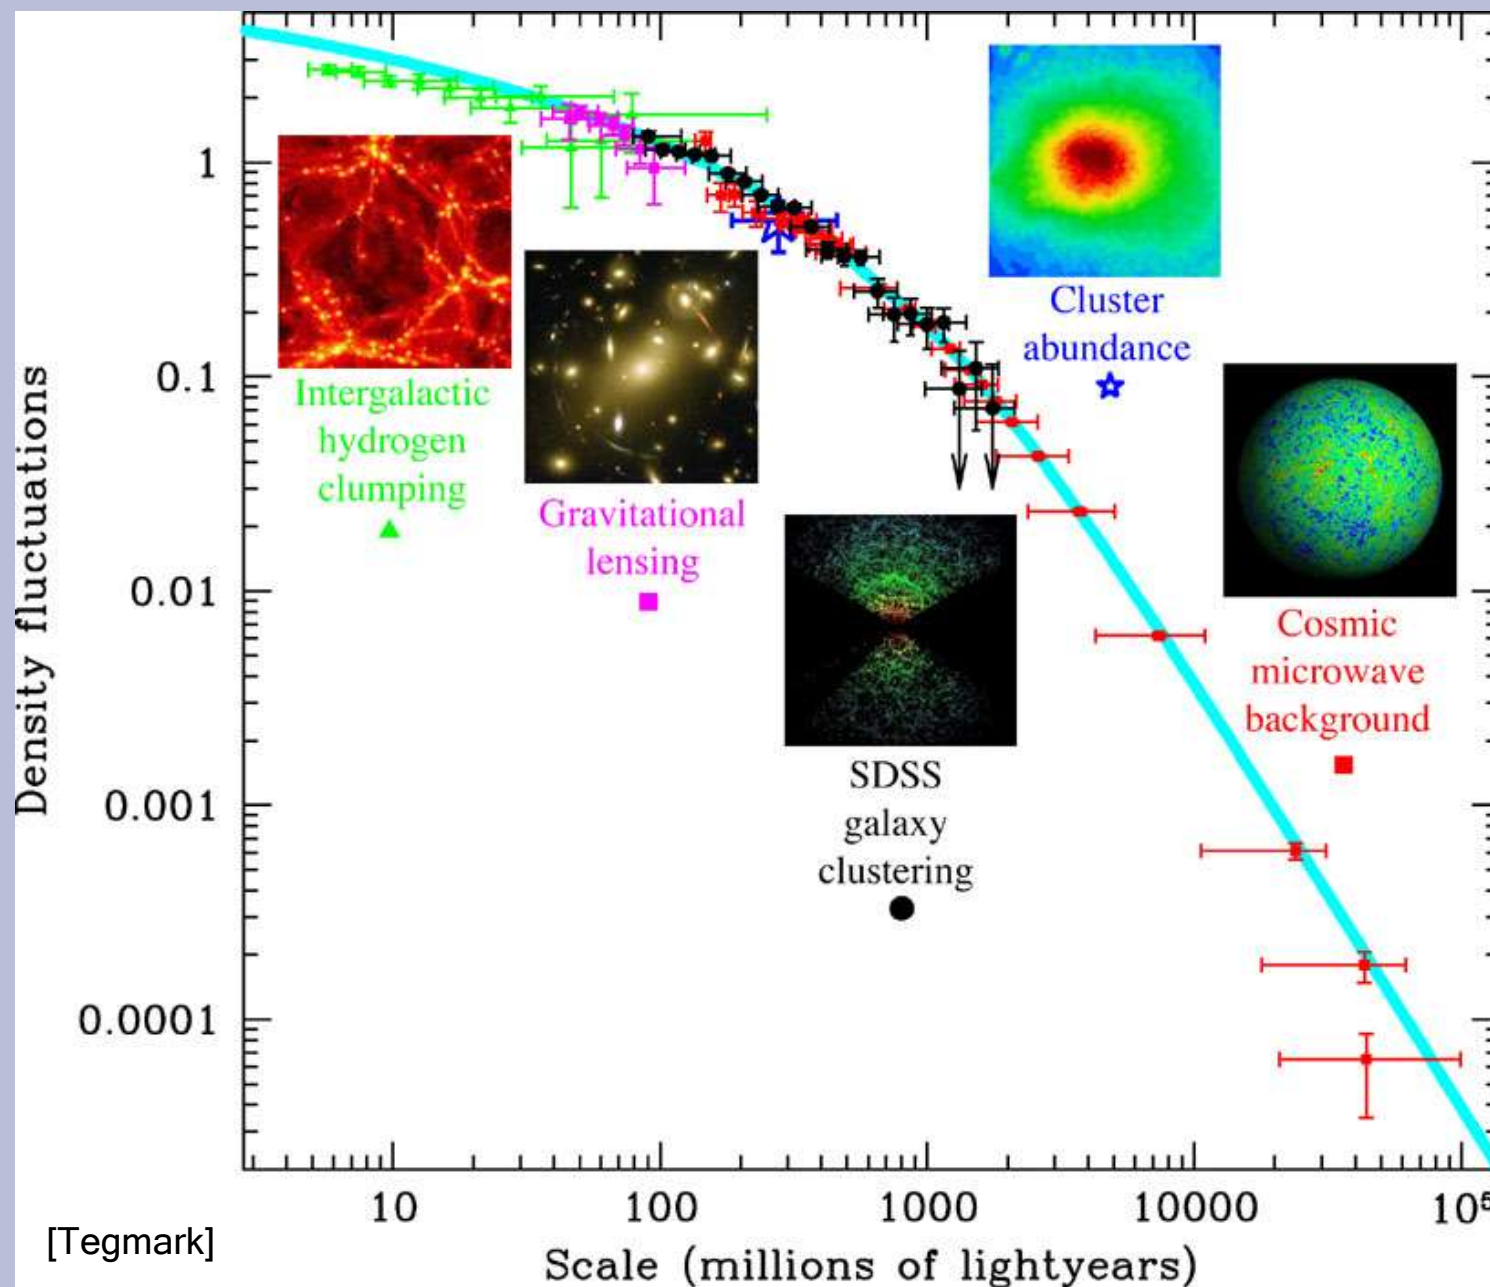 Density fluctuations
1
0.1
0.01
0.001
0.0001
Intergalactic
hydrogen
clumping
Gravitational
lensing
SDSS
galaxy
clustering
Cluster
abundance
Cosmic
microwave
background
10
100
1000
10000
10⁵
Scale (millions of lightyears)
[Tegmark]